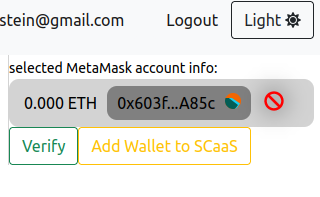 stein@gmail.com Logout Light
selected MetaMask account info:
0.000 ETH 0x603f...A85c
Verify Add Wallet to SCaaS